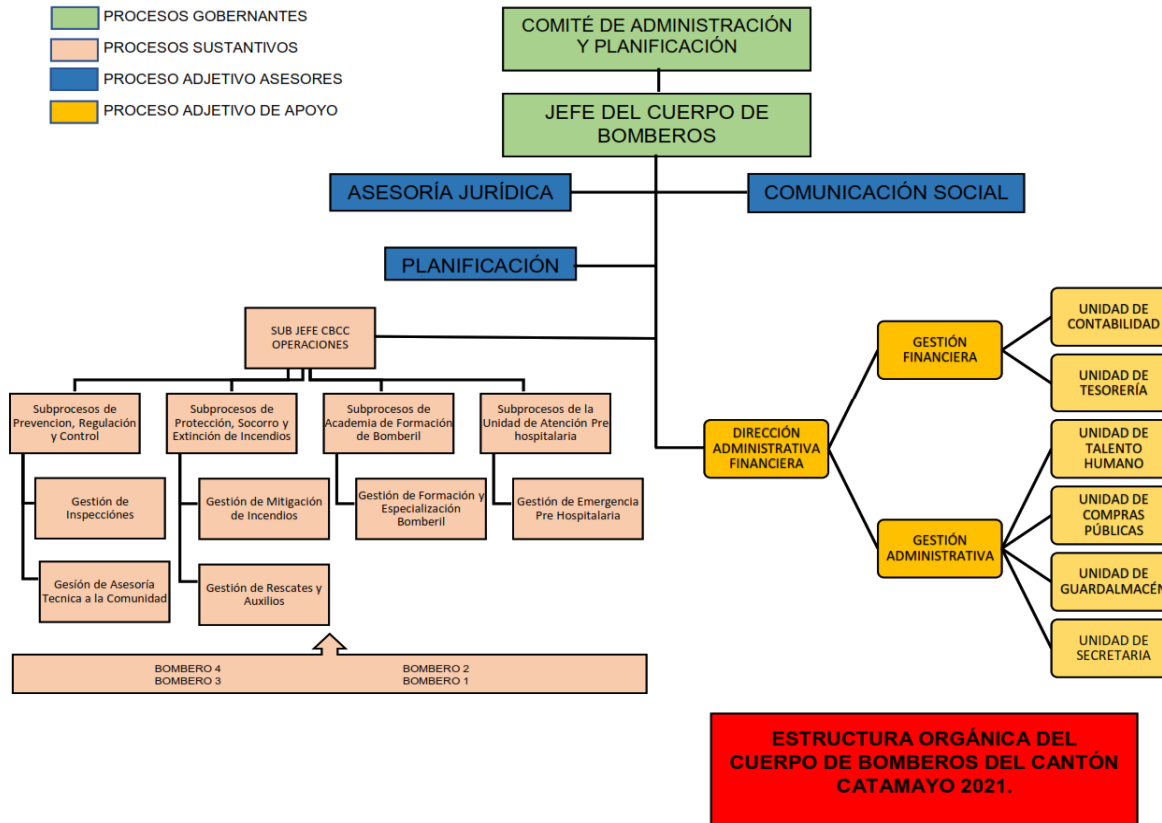 PROCESOS GOBERNANTES
PROCESOS SUSTANTIVOS
PROCESO ADJETIVO ASESORES
PROCESO ADJETIVO DE APOYO
COMITÉ DE ADMINISTRACIÓN
Y PLANIFICACIÓN
JEFE DEL CUERPO DE
BOMBEROS
ASESORÍA JURÍDICA
COMUNICACIÓN SOCIAL
PLANIFICACIÓN
SUB JEFE CBCC
OPERACIONES
Subprocesos de
Prevencion, Regulación
y Control
Subprocesos de
Protección, Socorro y
Extinción de Incendios
Subprocesos de
Academia de Formación
de Bomberil
Subprocesos de la
Unidad de Atención Pre
hospitalaria
Gestión de
Inspecciónes
Gestión de Mitigación
de Incendios
Gestión de Formación y
Especialización
Bomberil
Gestión de Emergencia
Pre Hospitalaria
Gesión de Asesoría
Tecnica a la Comunidad
Gestión de Rescates y
Auxilios
BOMBERO 4
BOMBERO 3
BOMBERO 2
BOMBERO 1
DIRECCIÓN
ADMINISTRATIVA
FINANCIERA
GESTIÓN
FINANCIERA
GESTIÓN
ADMINISTRATIVA
UNIDAD DE
CONTABILIDAD
UNIDAD DE
TESORERÍA
UNIDAD DE
TALENTO
HUMANO
UNIDAD DE
COMPRAS
PÚBLICAS
UNIDAD DE
GUARDALMACÉN
UNIDAD DE
SECRETARIA
ESTRUCTURA ORGÁNICA DEL
CUERPO DE BOMBEROS DEL CANTÓN
CATAMAYO 2021.